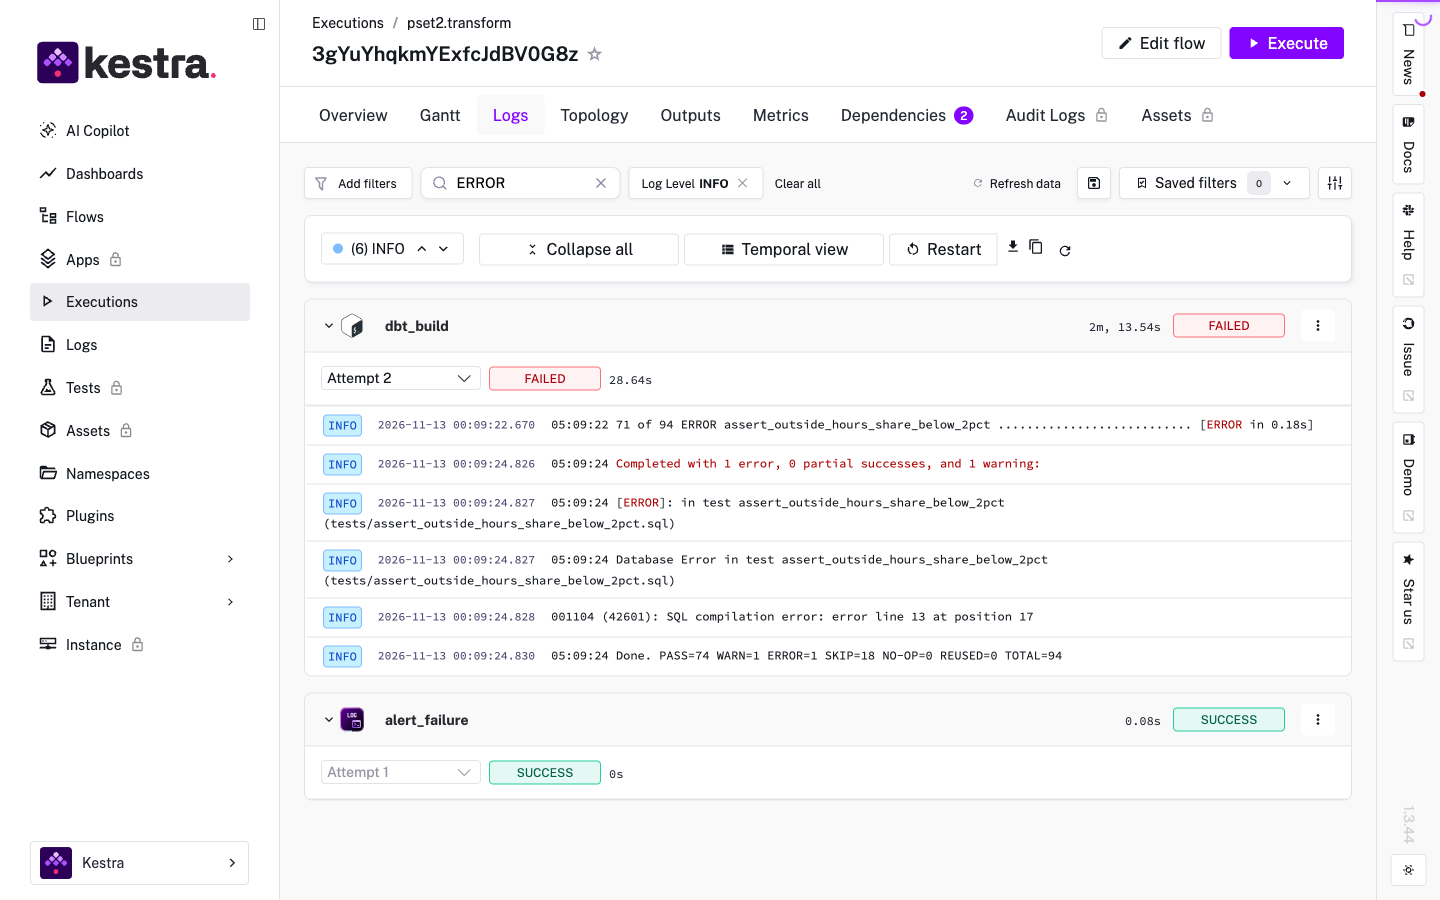 Executions / pset2.transform
3gYuYhqkmYExfcJdBV0G8z
Edit flow
Execute
kestra.
AI Copilot
Dashboards
Flows
Apps
Executions
Logs
Tests
Assets
Namespaces
Plugins
Blueprints
Tenant
Instance
Kestra
Overview
Gantt
Logs
Topology
Outputs
Metrics
Dependencies 2
Audit Logs
Assets
Add filters
ERROR
Log Level INFO
Clear all
Refresh data
Saved filters 0
(6) INFO
Collapse all
Temporal view
Restart
dbt_build
2m, 13.54s
FAILED
Attempt 2
FAILED
28.64s
INFO 2026-11-13 00:09:22.670 05:09:22 71 of 94 ERROR assert_outside_hours_share_below_2pct ........................... [ERROR in 0.18s]
INFO 2026-11-13 00:09:24.826 05:09:24 Completed with 1 error, 0 partial successes, and 1 warning:
INFO 2026-11-13 00:09:24.827 05:09:24 [ERROR]: in test assert_outside_hours_share_below_2pct
(tests/assert_outside_hours_share_below_2pct.sql)
INFO 2026-11-13 00:09:24.827 05:09:24 Database Error in test assert_outside_hours_share_below_2pct
(tests/assert_outside_hours_share_below_2pct.sql)
INFO 2026-11-13 00:09:24.828 001104 (42601): SQL compilation error: error line 13 at position 17
INFO 2026-11-13 00:09:24.830 05:09:24 Done. PASS=74 WARN=1 ERROR=1 SKIP=18 NO-OP=0 REUSED=0 TOTAL=94
LOG
alert_failure
0.08s
SUCCESS
Attempt 1
SUCCESS
0s
News
Docs
Help
Issue
Demo
Star us
1.3.44